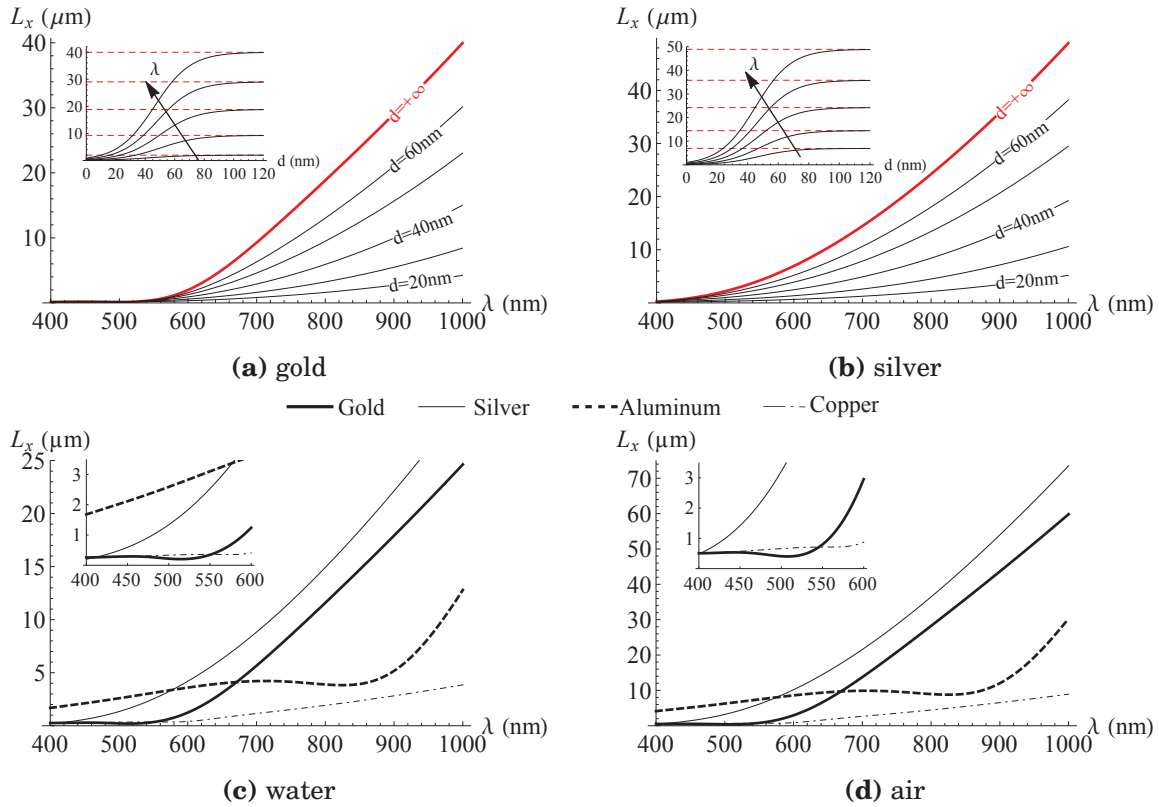 Lx (μm)
40
30
20
10
400 500 600 700 800 900 1000 λ (nm)
d=+∞
d=60nm
d=40nm
d=20nm
40
30
20
10
0 20 40 60 80 100 120 d (nm)
λ
(a) gold
Lx (μm)
50
40
30
20
10
400 500 600 700 800 900 1000 λ (nm)
d=+∞
d=60nm
d=40nm
d=20nm
50
40
30
20
10
0 20 40 60 80 100 120 d (nm)
λ
(b) silver
Gold Silver Aluminum Copper
Lx (μm)
25
20
15
10
5
400 500 600 700 800 900 1000 λ (nm)
3
2
1
400 450 500 550 600
(c) water
Lx (μm)
70
60
50
40
30
20
10
400 500 600 700 800 900 1000 λ (nm)
3
2
1
400 450 500 550 600
(d) air